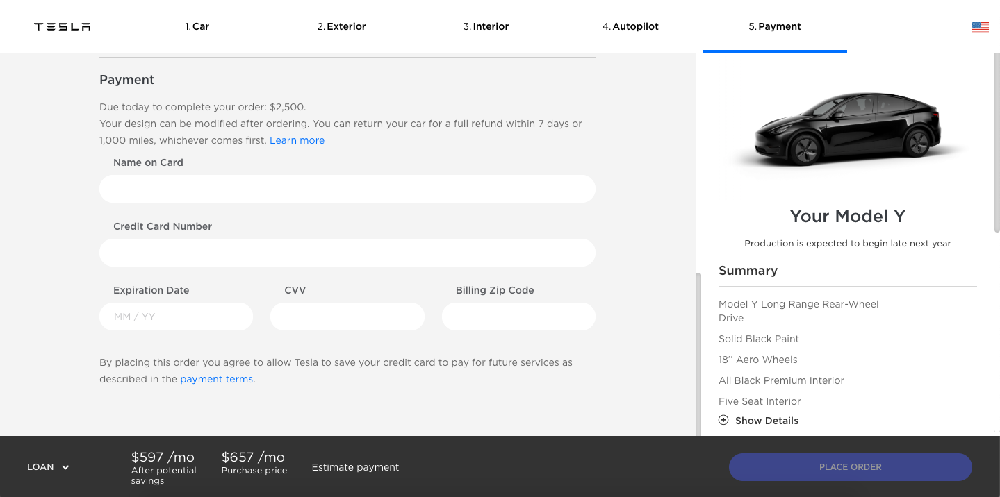 TESLA
1. Car
2. Exterior
3. Interior
4. Autopilot
5. Payment
Payment
Due today to complete your order: $2,500.
Your design can be modified after ordering. You can return your car for a full refund within 7 days or
1,000 miles, whichever comes first. Learn more
Name on Card
Credit Card Number
Expiration Date
CVV
Billing Zip Code
MM / YY
By placing this order you agree to allow Tesla to save your credit card to pay for future services as
described in the payment terms.
Your Model Y
Production is expected to begin late next year
Summary
Model Y Long Range Rear-Wheel
Drive
Solid Black Paint
18’’ Aero Wheels
All Black Premium Interior
Five Seat Interior
Show Details
LOAN
$597 /mo
After potential
savings
$657 /mo
Purchase price
Estimate payment
PLACE ORDER